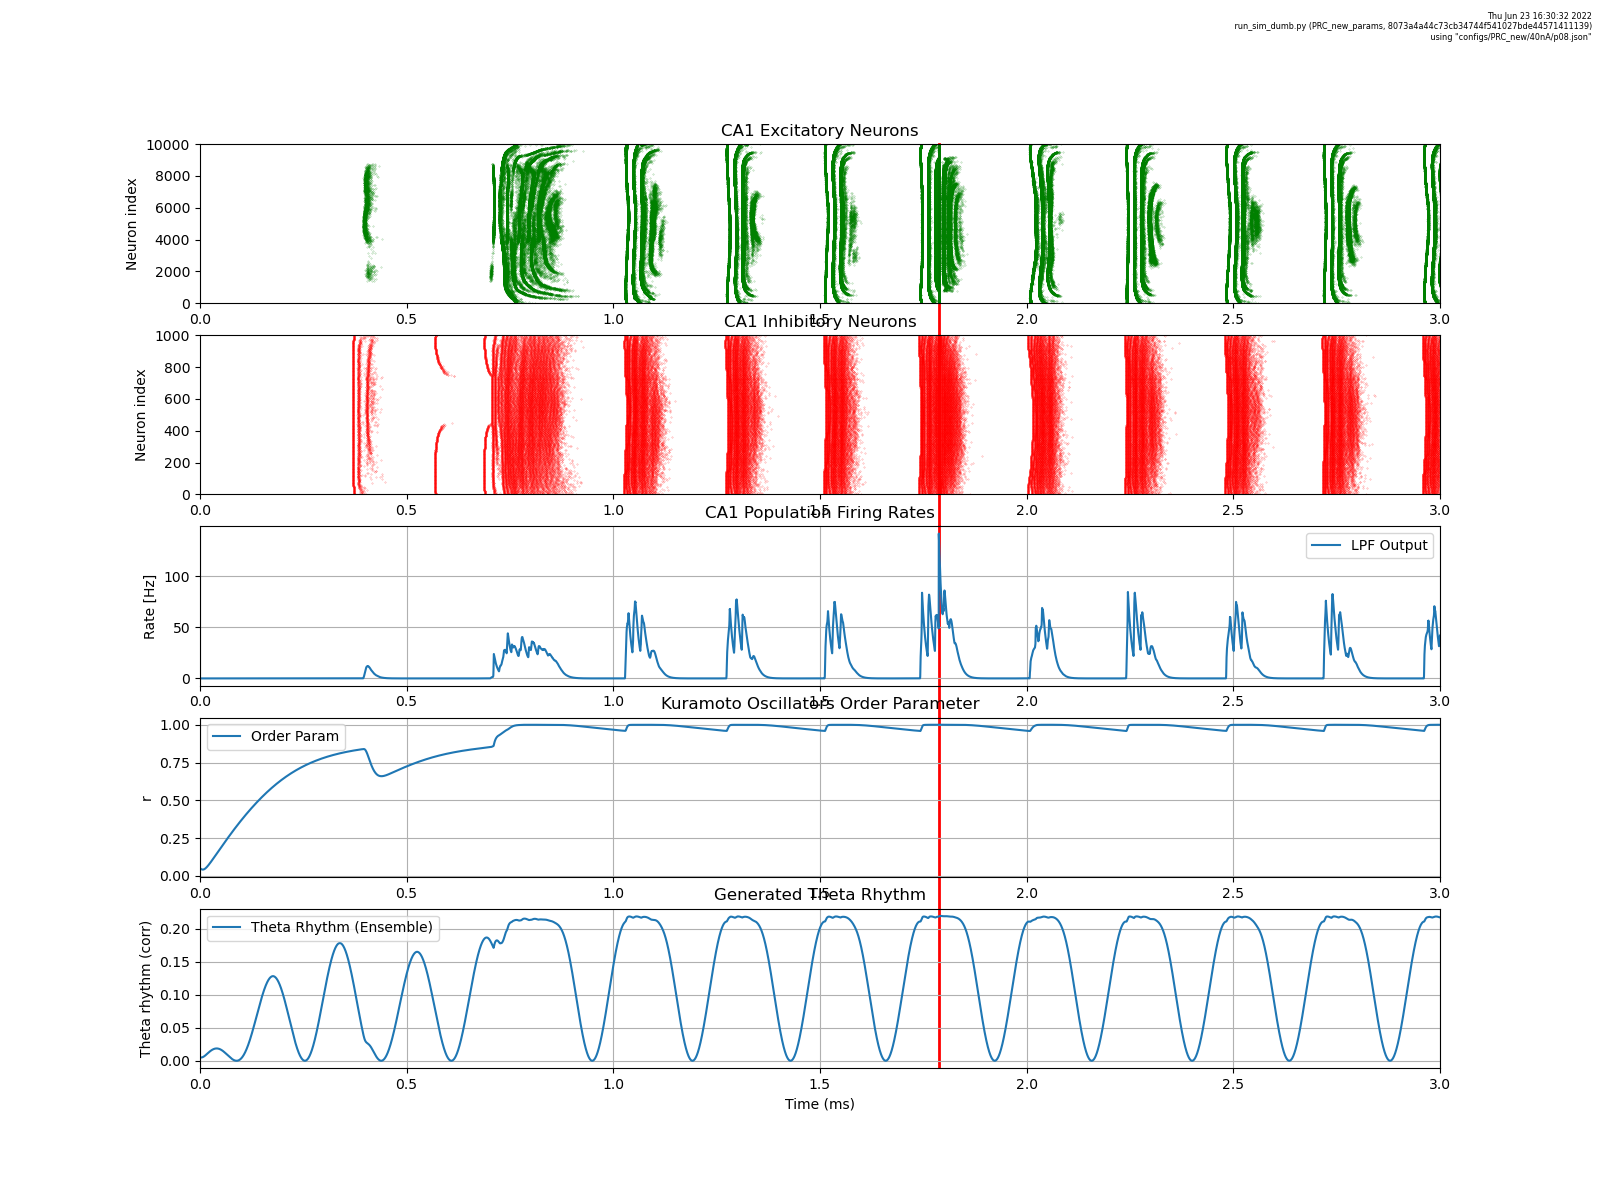 Thu Jun 23 16:30:32 2022
run_sim_dumb.py (PRC_new_params, 8073a4a44c73cb34744f541027bde44571411139)
using "configs/PRC_new/40nA/p08.json"
CA1 Excitatory Neurons
Neuron index
10000
8000
6000
4000
2000
0
0.0 0.5 1.0 1.5 2.0 2.5 3.0
CA1 Inhibitory Neurons
Neuron index
1000
800
600
400
200
0
0.0 0.5 1.0 1.5 2.0 2.5 3.0
CA1 Population Firing Rates
Rate [Hz]
100
50
0
LPF Output
0.0 0.5 1.0 1.5 2.0 2.5 3.0
Kuramoto Oscillators Order Parameter
r
1.00
0.75
0.50
0.25
0.00
Order Param
0.0 0.5 1.0 1.5 2.0 2.5 3.0
Generated Theta Rhythm
Theta rhythm (corr)
0.20
0.15
0.10
0.05
0.00
Theta Rhythm (Ensemble)
0.0 0.5 1.0 1.5 2.0 2.5 3.0
Time (ms)